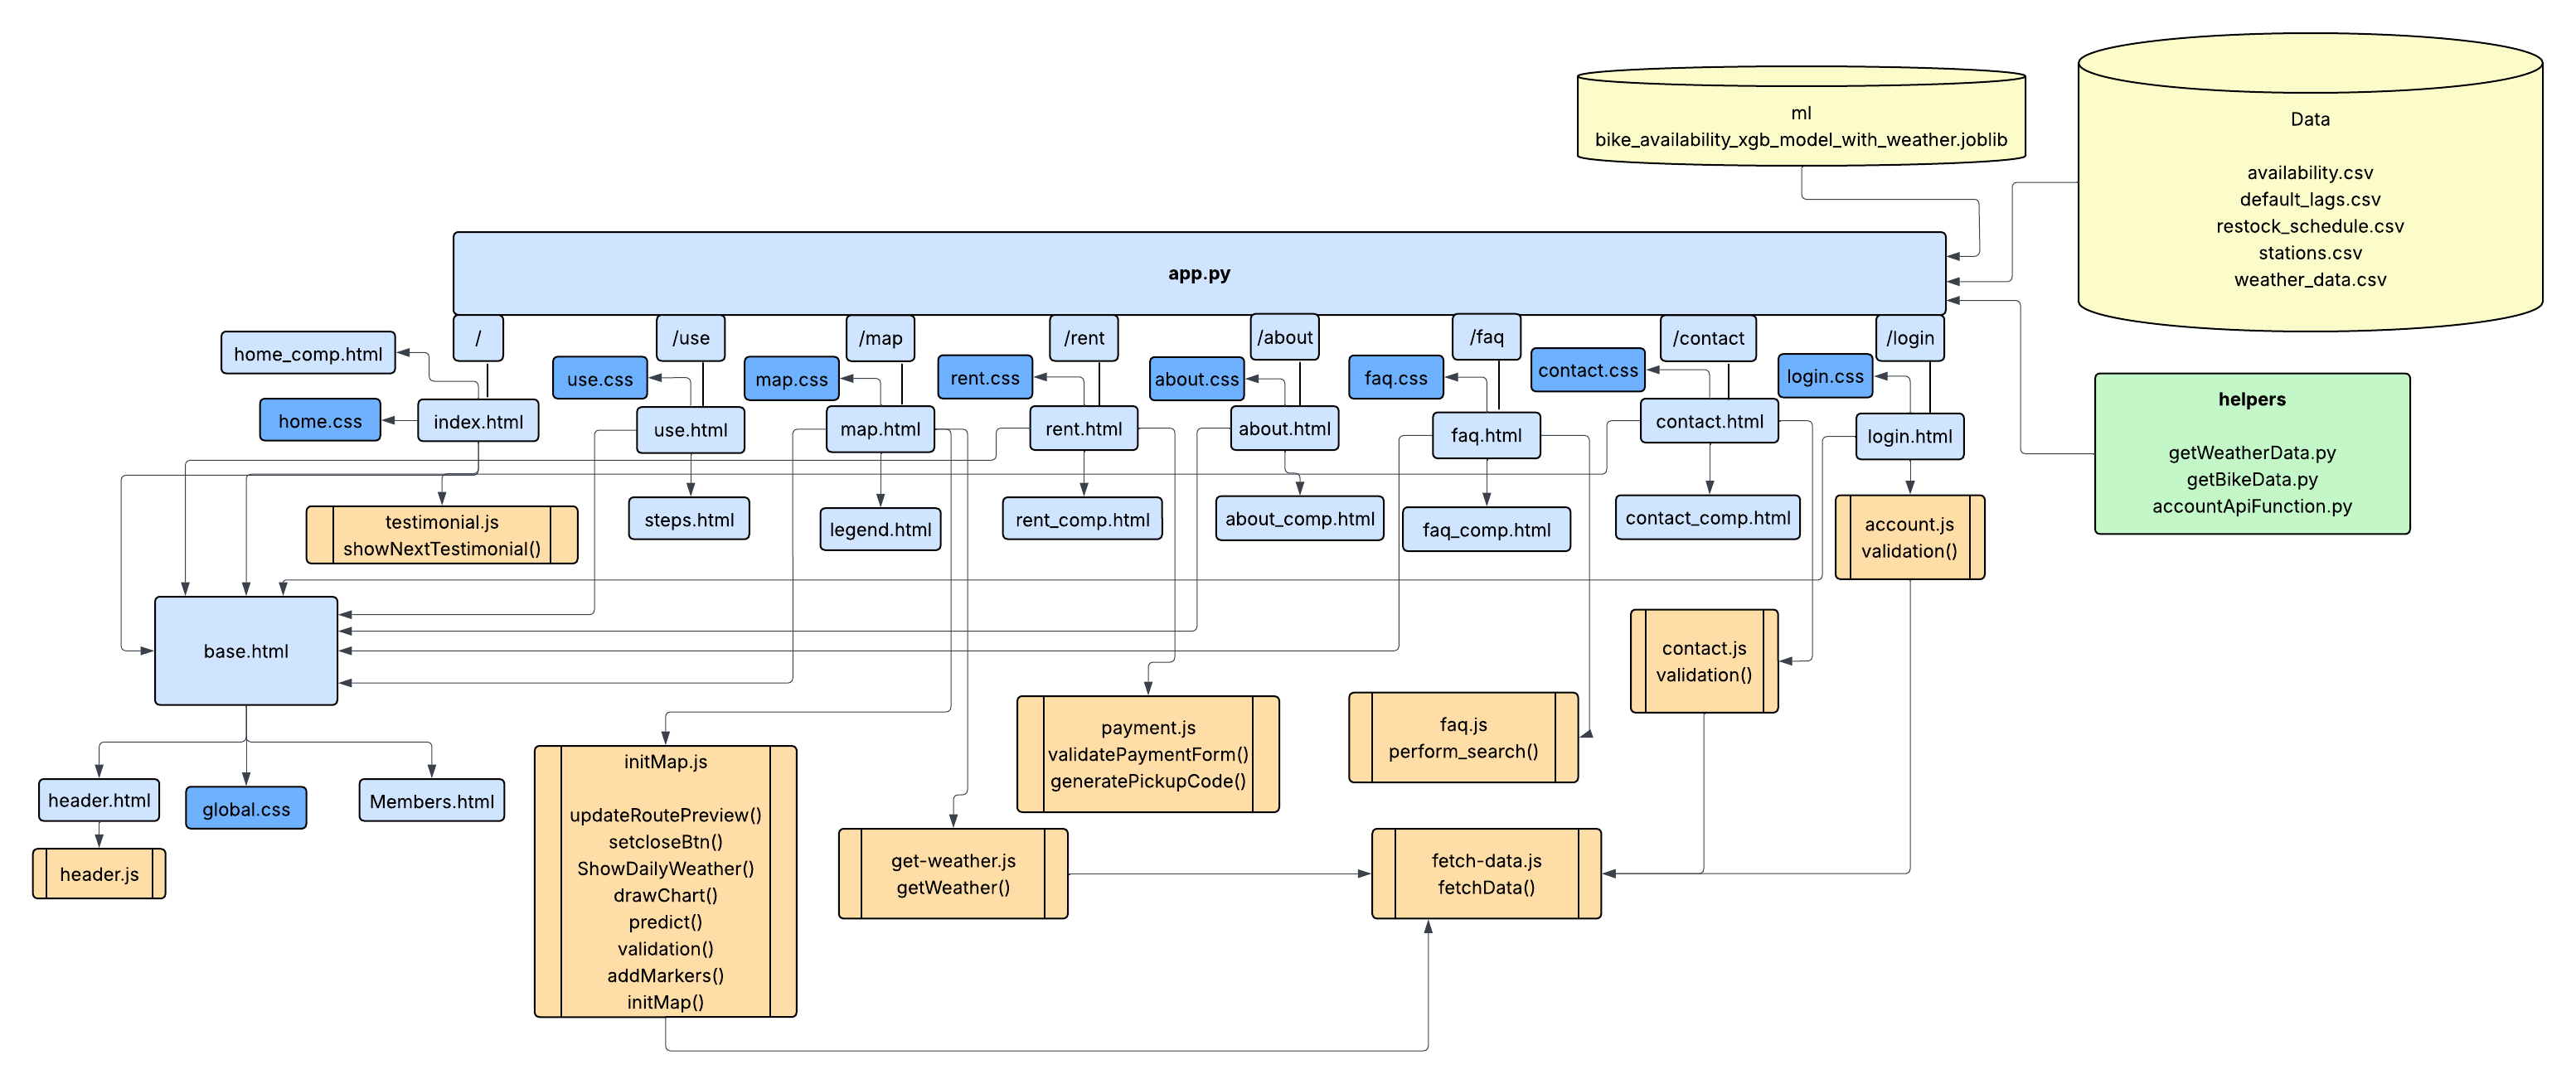 ml
bike_availability_xgb_model_with_weather.joblib
Data
availability.csv
default_lags.csv
restock_schedule.csv
stations.csv
weather_data.csv
app.py
/
/use
/map
/rent
/about
/faq
/contact
/login
home_comp.html
use.css
map.css
rent.css
about.css
faq.css
contact.css
login.css
home.css
index.html
use.html
map.html
rent.html
about.html
faq.html
contact.html
login.html
helpers
getWeatherData.py
getBikeData.py
accountApiFunction.py
testimonial.js
showNextTestimonial()
steps.html
legend.html
rent_comp.html
about_comp.html
faq_comp.html
contact_comp.html
account.js
validation()
base.html
contact.js
validation()
payment.js
validatePaymentForm()
generatePickupCode()
faq.js
perform_search()
header.html
global.css
Members.html
header.js
initMap.js
updateRoutePreview()
setcloseBtn()
ShowDailyWeather()
drawChart()
predict()
validation()
addMarkers()
initMap()
get-weather.js
getWeather()
fetch-data.js
fetchData()